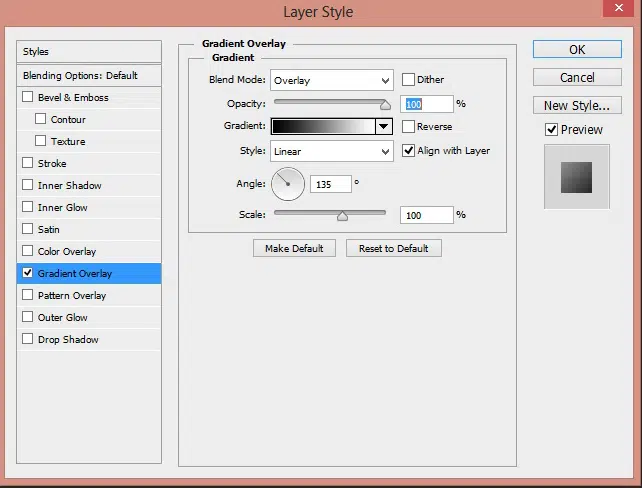 Layer Style
Styles
Blending Options: Default
Bevel & Emboss
Contour
Texture
Stroke
Inner Shadow
Inner Glow
Satin
Color Overlay
Gradient Overlay
Pattern Overlay
Outer Glow
Drop Shadow
Gradient Overlay
Gradient
Blend Mode: Overlay Dither
Opacity: 100 %
Gradient: Reverse
Style: Linear Align with Layer
Angle: 135 °
Scale: 100 %
Make Default Reset to Default
OK
Cancel
New Style...
Preview